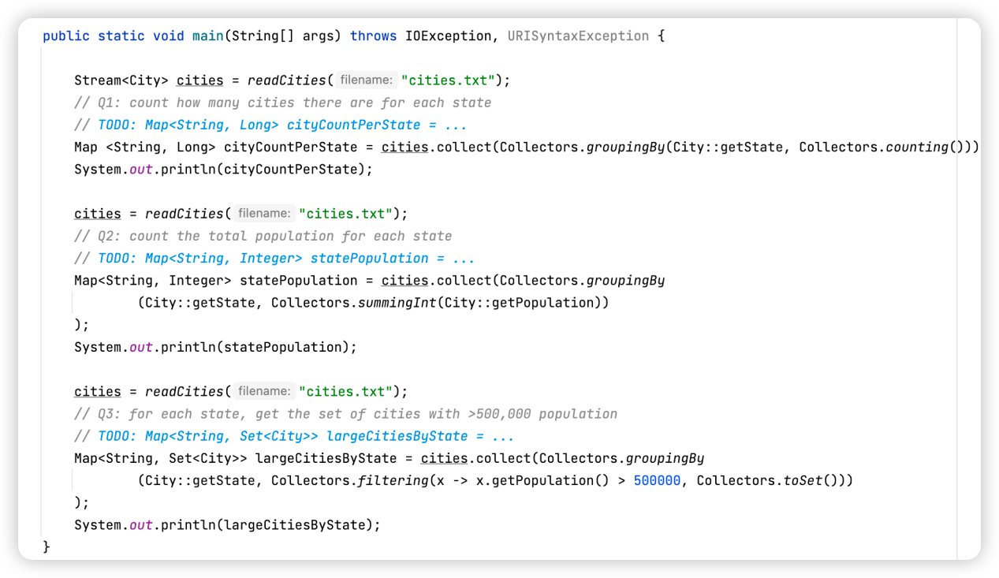 public static void main(String[] args) throws IOException, URISyntaxException {
Stream<City> cities = readCities( filename: "cities.txt");
// Q1: count how many cities there are for each state
// TODO: Map<String, Long> cityCountPerState = ...
Map <String, Long> cityCountPerState = cities.collect(Collectors.groupingBy(City::getState, Collectors.counting()))
System.out.println(cityCountPerState);
cities = readCities( filename: "cities.txt");
// Q2: count the total population for each state
// TODO: Map<String, Integer> statePopulation = ...
Map<String, Integer> statePopulation = cities.collect(Collectors.groupingBy
(City::getState, Collectors.summingInt(City::getPopulation))
);
System.out.println(statePopulation);
cities = readCities( filename: "cities.txt");
// Q3: for each state, get the set of cities with >500,000 population
// TODO: Map<String, Set<City>> largeCitiesByState = ...
Map<String, Set<City>> largeCitiesByState = cities.collect(Collectors.groupingBy
(City::getState, Collectors.filtering(x -> x.getPopulation() > 500000, Collectors.toSet()))
);
System.out.println(largeCitiesByState);
}